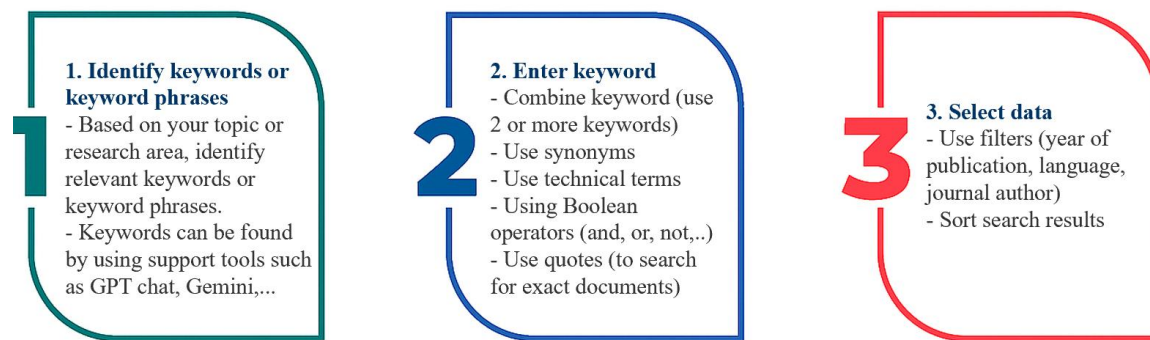 1
1. Identify keywords or
keyword phrases
- Based on your topic or
research area, identify
relevant keywords or
keyword phrases.
- Keywords can be found
by using support tools such
as GPT chat, Gemini,...
2
2. Enter keyword
- Combine keyword (use
2 or more keywords)
- Use synonyms
- Use technical terms
- Using Boolean
operators (and, or, not,..)
- Use quotes (to search
for exact documents)
3
3. Select data
- Use filters (year of
publication, language,
journal author)
- Sort search results